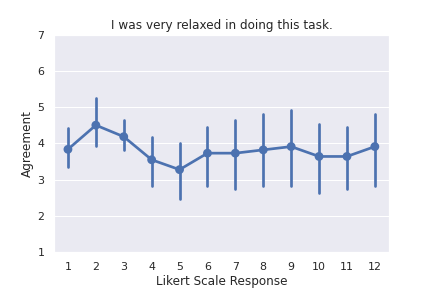 I was very relaxed in doing this task.
7
6
5
4
3
2
1
Agreement
1 2 3 4 5 6 7 8 9 10 11 12
Likert Scale Response